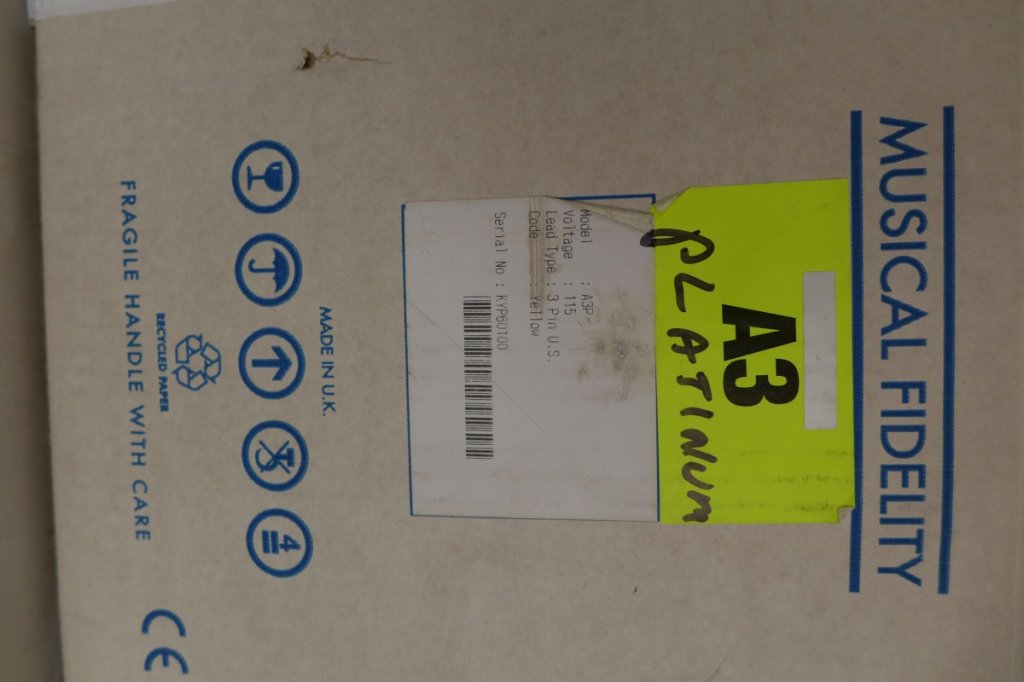 MUSICAL FIDELITY
A3
PLATINUM
Model : A3P
Voltage : 115
Lead Type : 3 Pin U.S.
Code : Yellow
Serial No : KYP60100
MADE IN U.K.
4
RECYCLED PAPER
FRAGILE HANDLE WITH CARE
CE